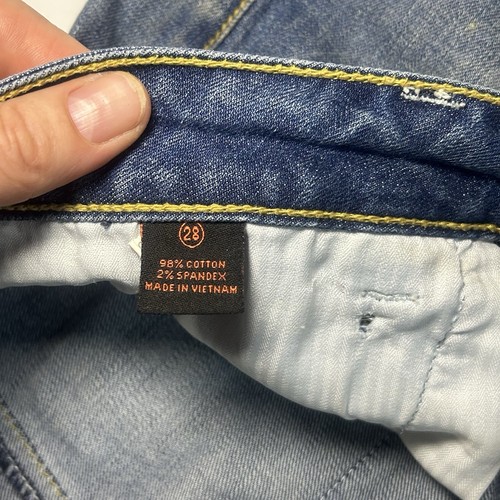 28
98% COTTON
2% SPANDEX
MADE IN VIETNAM